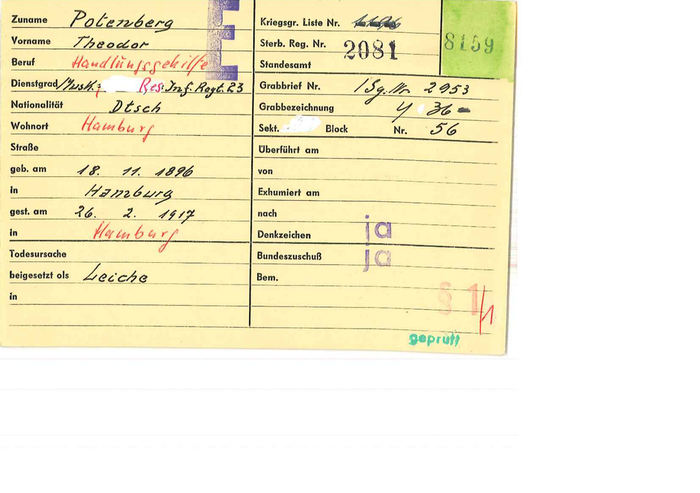 Zuname Potenberg
Vorname Theodor
Beruf Handlungsgehilfe
Dienstgrad Musk. Res. Inf. Regt. 23
Nationalität Dtsch
Wohnort Hamburg
Straße
geb. am 18. 11. 1896
in Hamburg
gest. am 26. 2. 1917
in Hamburg
Todesursache
beigesetzt als Leiche
in
E
Kriegsgr. Liste Nr.
Sterb. Reg. Nr. 2081
Standesamt
8159
Grabbrief Nr. 2953
Grabbezeichnung Y 36
Sekt. Block Nr. 56
Überführt am
von
Exhumiert am
nach
Denkzeichen ja
Bundeszuschuß ja
Bem.
§ 1/1
geprüft